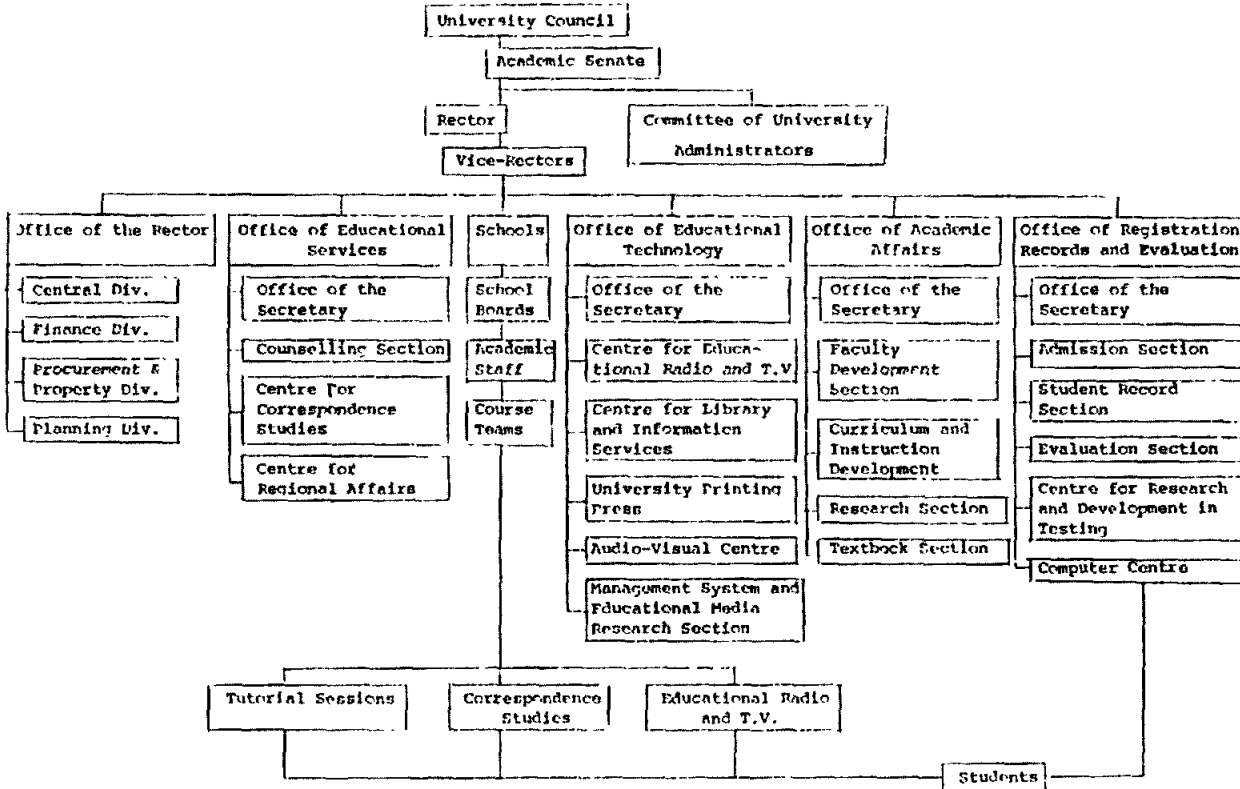 University Council
Academic Senate
Rector
Committee of University
Administrators
Vice-Rectors
Office of the Rector
Central Div.
Finance Div.
Procurement &
Property Div.
Planning Div.
Office of Educational
Services
Office of the
Secretary
Counselling Section
Centre for
Correspondence
Studies
Centre for
Regional Affairs
Schools
School
Boards
Academic
Staff
Course
Teams
Office of Educational
Technology
Office of the
Secretary
Centre for Educa-
tional Radio and T.V
Centre for Library
and Information
Services
University Printing
Press
Audio-Visual Centre
Management System and
Educational Media
Research Section
Office of Academic
Affairs
Office of the
Secretary
Faculty
Development
Section
Curriculum and
Instruction
Development
Research Section
Textbook Section
Office of Registration
Records and Evaluation
Office of the
Secretary
Admission Section
Student Record
Section
Evaluation Section
Centre for Research
and Development in
Testing
Computer Centre
Tutorial Sessions
Correspondence
Studies
Educational Radio
and T.V.
Students